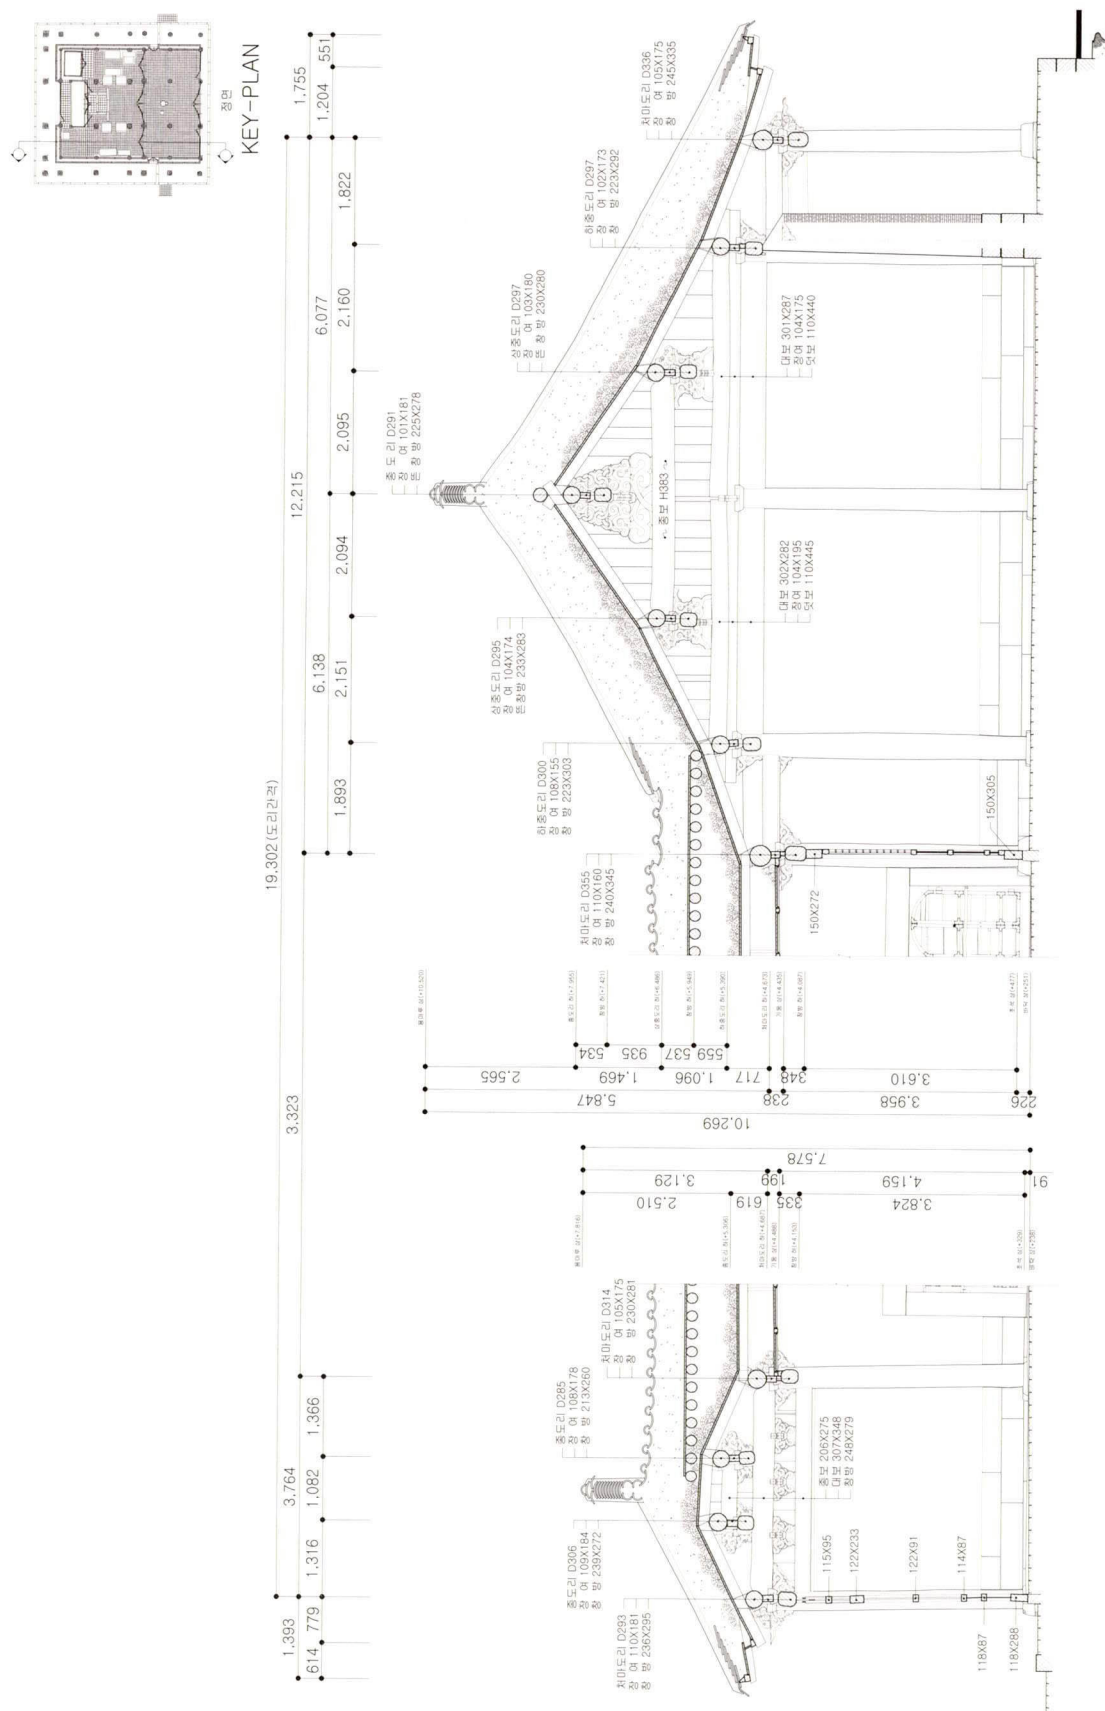 KEY-PLAN
정면
19.302 (도리간격)
1.393
3.764
3.323
12.215
1.755
6.138
6.077
1.204
551
614
779
1.316
1.082
1.366
1.893
2.151
2.094
2.095
2.160
1.822
처마도리 D293
장 여 110X181
창 방 236X295
종도리 D306
장 여 109X184
창 방 239X272
종도리 D285
장 여 108X178
창 방 213X260
처마도리 D314
장 여 105X175
창 방 230X281
처마도리 D355
장 여 110X160
창 방 240X345
하중도리 D300
장 여 108X155
창 방 223X303
상중도리 D295
장 여 104X174
뜬창방 233X283
종 도 리 D291
장 여 101X181
뜬 창 방 225X278
상중도리 D297
장 여 103X180
뜬 창 방 230X280
하중도리 D297
장 여 102X173
창 방 223X292
처마도리 D336
장 여 105X175
창 방 245X335
종보 206X275
대보 307X348
창방 248X279
종 보 H383
대보 302X282
장여 104X195
덧보 110X445
대보 301X287
장여 104X175
덧보 110X440
115X95
122X233
122X91
114X87
118X87
118X288
150X272
150X305
2.565
534
935
537
559
1.469
1.096
717
348
3.610
5.847
238
3.958
226
10.269
7.578
3.129
199
4.159
91
2.510
619
335
3.824